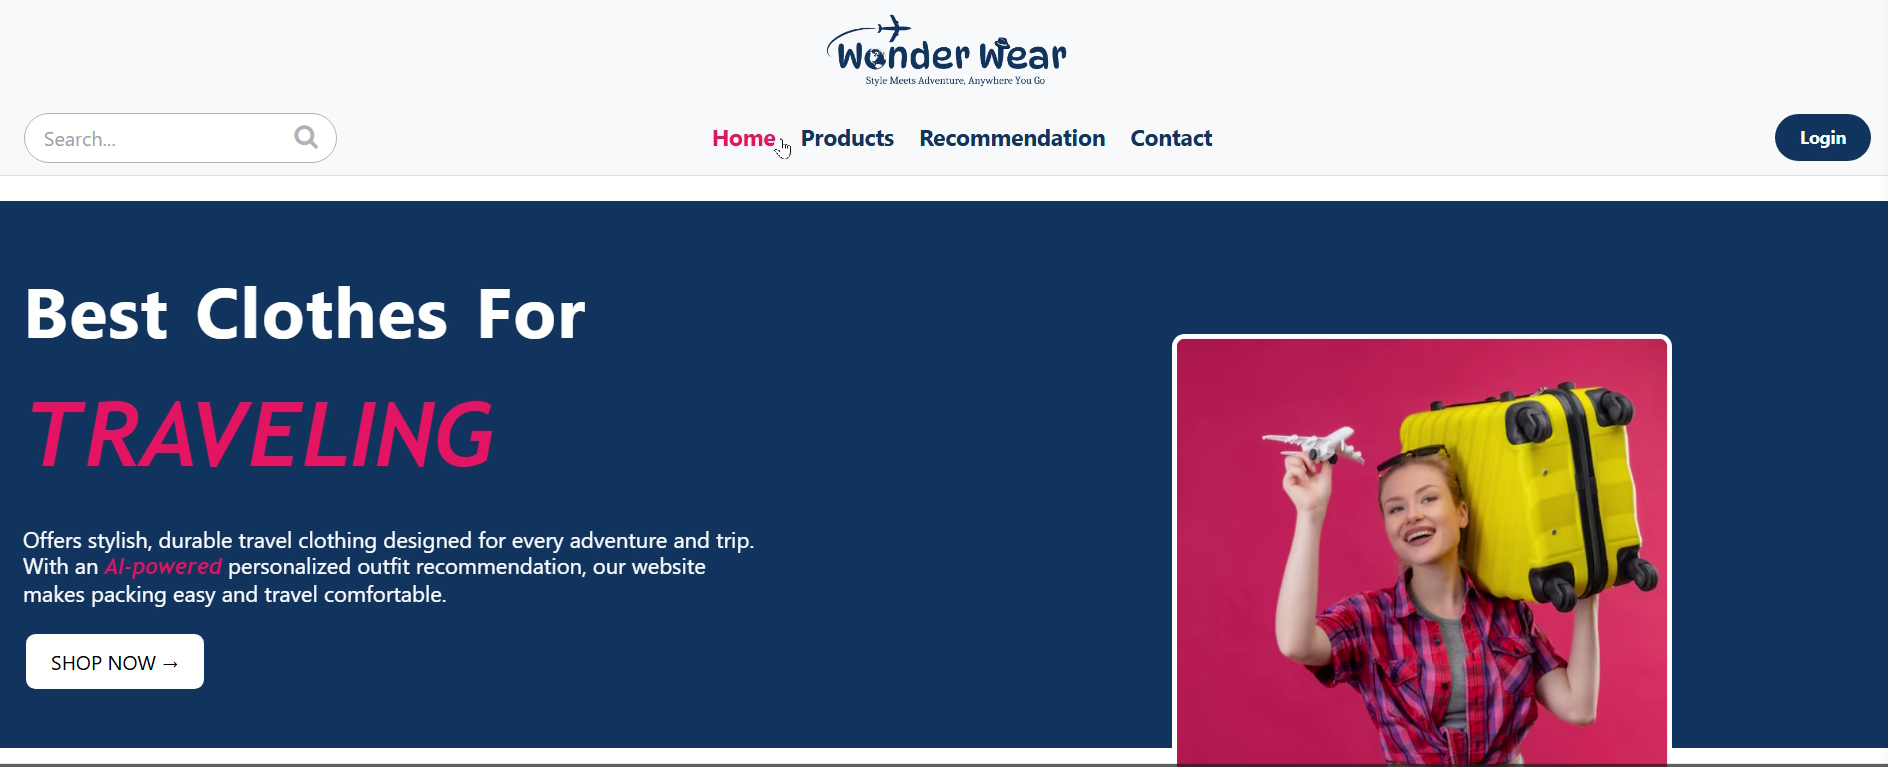 Wonder Wear
Style Meets Adventure, Anywhere You Go
Search...
Home Products Recommendation Contact
Login
Best Clothes For
TRAVELING
Offers stylish, durable travel clothing designed for every adventure and trip.
With an AI-powered personalized outfit recommendation, our website
makes packing easy and travel comfortable.
SHOP NOW →